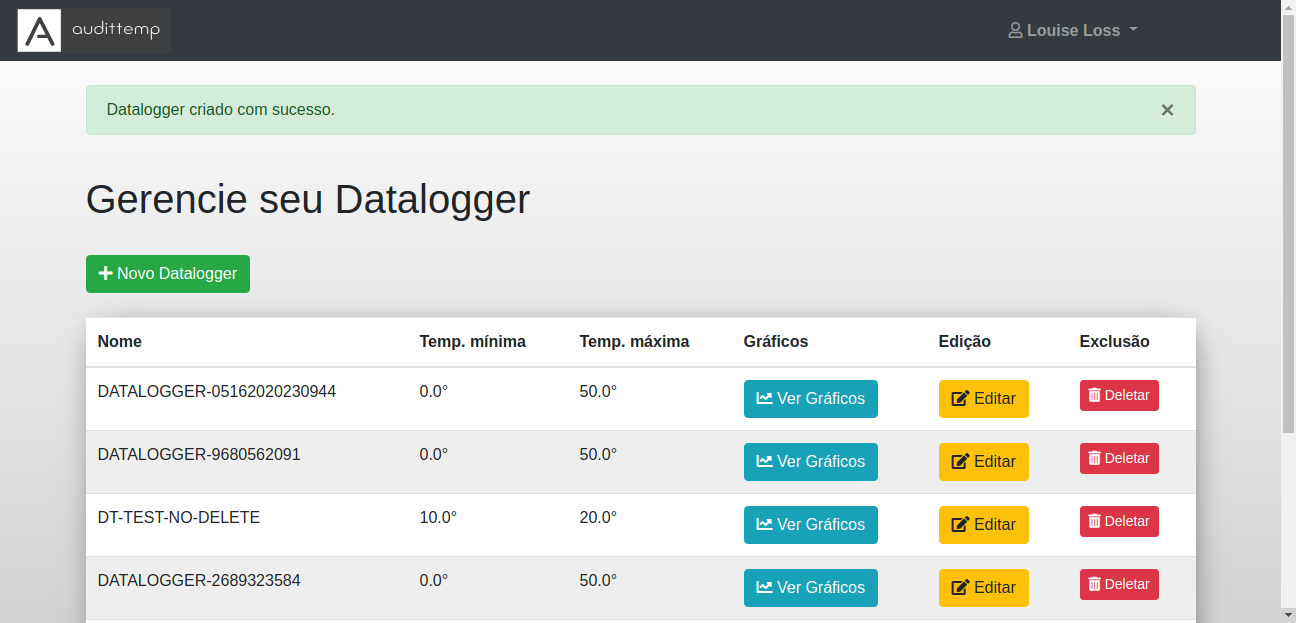 A audittemp
Louise Loss
Datalogger criado com sucesso. ×
Gerencie seu Datalogger
Novo Datalogger
Nome Temp. mínima Temp. máxima Gráficos Edição Exclusão
DATALOGGER-05162020230944 0.0° 50.0° Ver Gráficos Editar Deletar
DATALOGGER-9680562091 0.0° 50.0° Ver Gráficos Editar Deletar
DT-TEST-NO-DELETE 10.0° 20.0° Ver Gráficos Editar Deletar
DATALOGGER-2689323584 0.0° 50.0° Ver Gráficos Editar Deletar